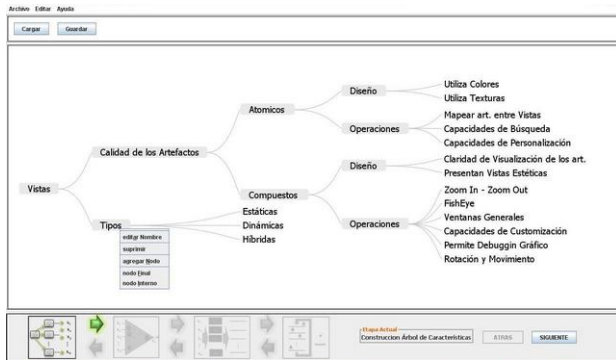 Archivo Editar Ayuda
Cargar Guardar
Vistas
Calidad de los Artefactos
Atomicos
Diseño
Utiliza Colores
Utiliza Texturas
Operaciones
Mapear art. entre Vistas
Capacidades de Búsqueda
Capacidades de Personalización
Compuestos
Diseño
Claridad de Visualización de los art.
Presentan Vistas Estéticas
Operaciones
Zoom In - Zoom Out
FishEye
Ventanas Generales
Capacidades de Customización
Permite Debuggin Gráfico
Rotación y Movimiento
Tipos
Estáticas
Dinámicas
Híbridas
editar Nombre
suprimir
agregar Nodo
nodo Final
nodo Interno
Etapa Actual
Construccion Árbol de Características
ATRAS
SIGUIENTE